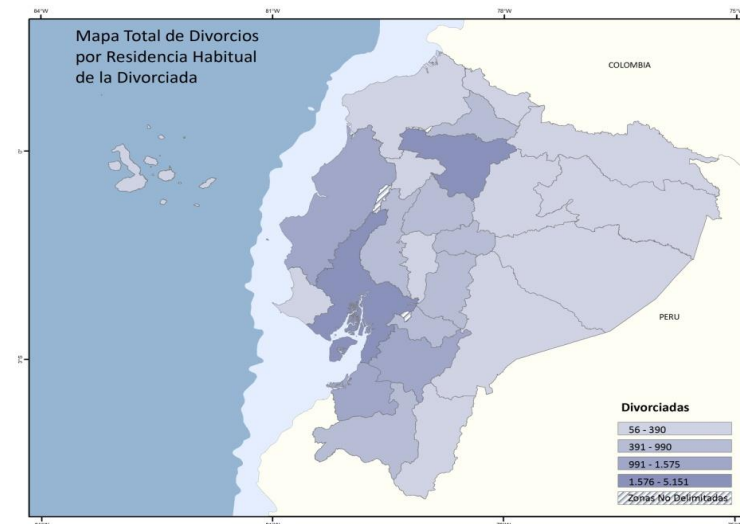 84°W
81°W
78°W
75°W
Mapa Total de Divorcios
por Residencia Habitual
de la Divorciada
COLOMBIA
PERU
Divorciadas
56 - 390
391 - 990
991 - 1.575
1.576 - 5.151
Zonas No Delimitadas